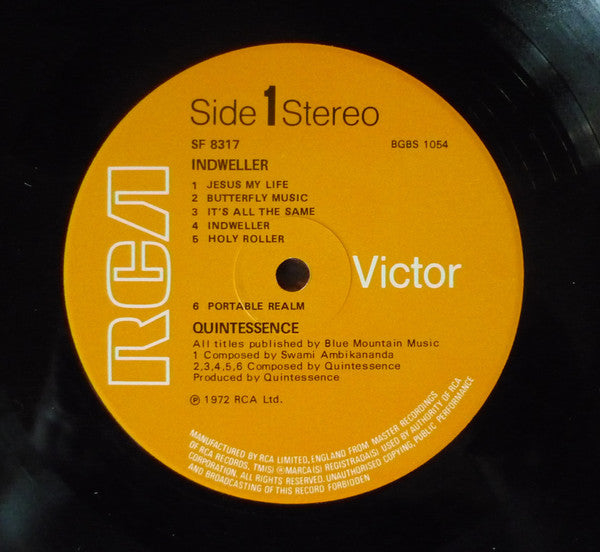 Side 1 Stereo
SF 8317 BGBS 1054
INDWELLER
1 JESUS MY LIFE
2 BUTTERFLY MUSIC
3 IT'S ALL THE SAME
4 INDWELLER
5 HOLY ROLLER
RCA
Victor
6 PORTABLE REALM
QUINTESSENCE
All titles published by Blue Mountain Music
1 Composed by Swami Ambikananda
2,3,4,5,6 Composed by Quintessence
Produced by Quintessence
℗ 1972 RCA Ltd.
MANUFACTURED BY RCA LIMITED, ENGLAND FROM MASTER RECORDINGS
OF RCA RECORDS, TM(S) ® MARCA(S) REGISTRADA(S) USED BY AUTHORITY OF RCA
CORPORATION. ALL RIGHTS RESERVED. UNAUTHORISED COPYING, PUBLIC PERFORMANCE
AND BROADCASTING OF THIS RECORD FORBIDDEN